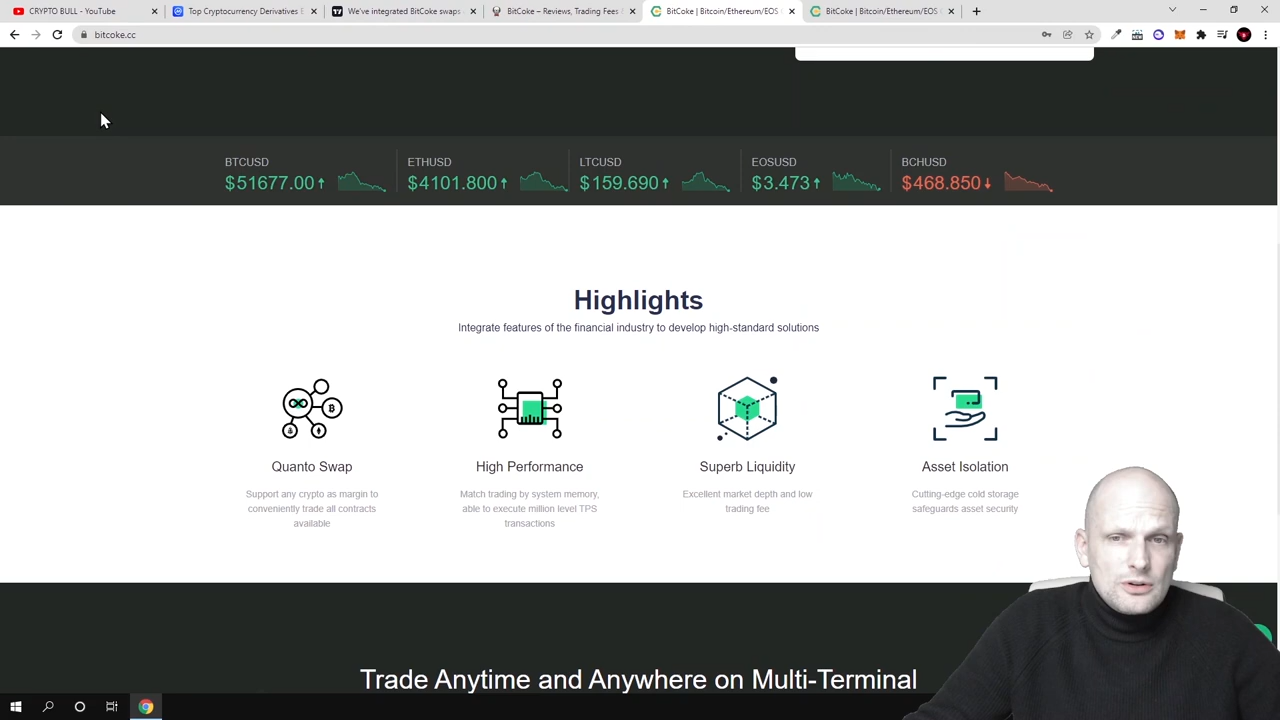 CRYPTO BULL - YouTube
Top Cryptocurrency Derivatives E
We've integrated BitCoke swaps
BitCoke – Reviews, Trading Fees &
BitCoke | Bitcoin/Ethereum/EOS
BitCoke | Bitcoin/Ethereum/EOS
bitcoke.cc
BTCUSD
ETHUSD
LTCUSD
EOSUSD
BCHUSD
$51677.00↑
$4101.800↑
$159.690↑
$3.473↑
$468.850↓
Highlights
Integrate features of the financial industry to develop high-standard solutions
Quanto Swap
High Performance
Superb Liquidity
Asset Isolation
Support any crypto as margin to
conveniently trade all contracts
available
Match trading by system memory,
able to execute million level TPS
transactions
Excellent market depth and low
trading fee
Cutting-edge cold storage
safeguards asset security
Trade Anytime and Anywhere on Multi-Terminal